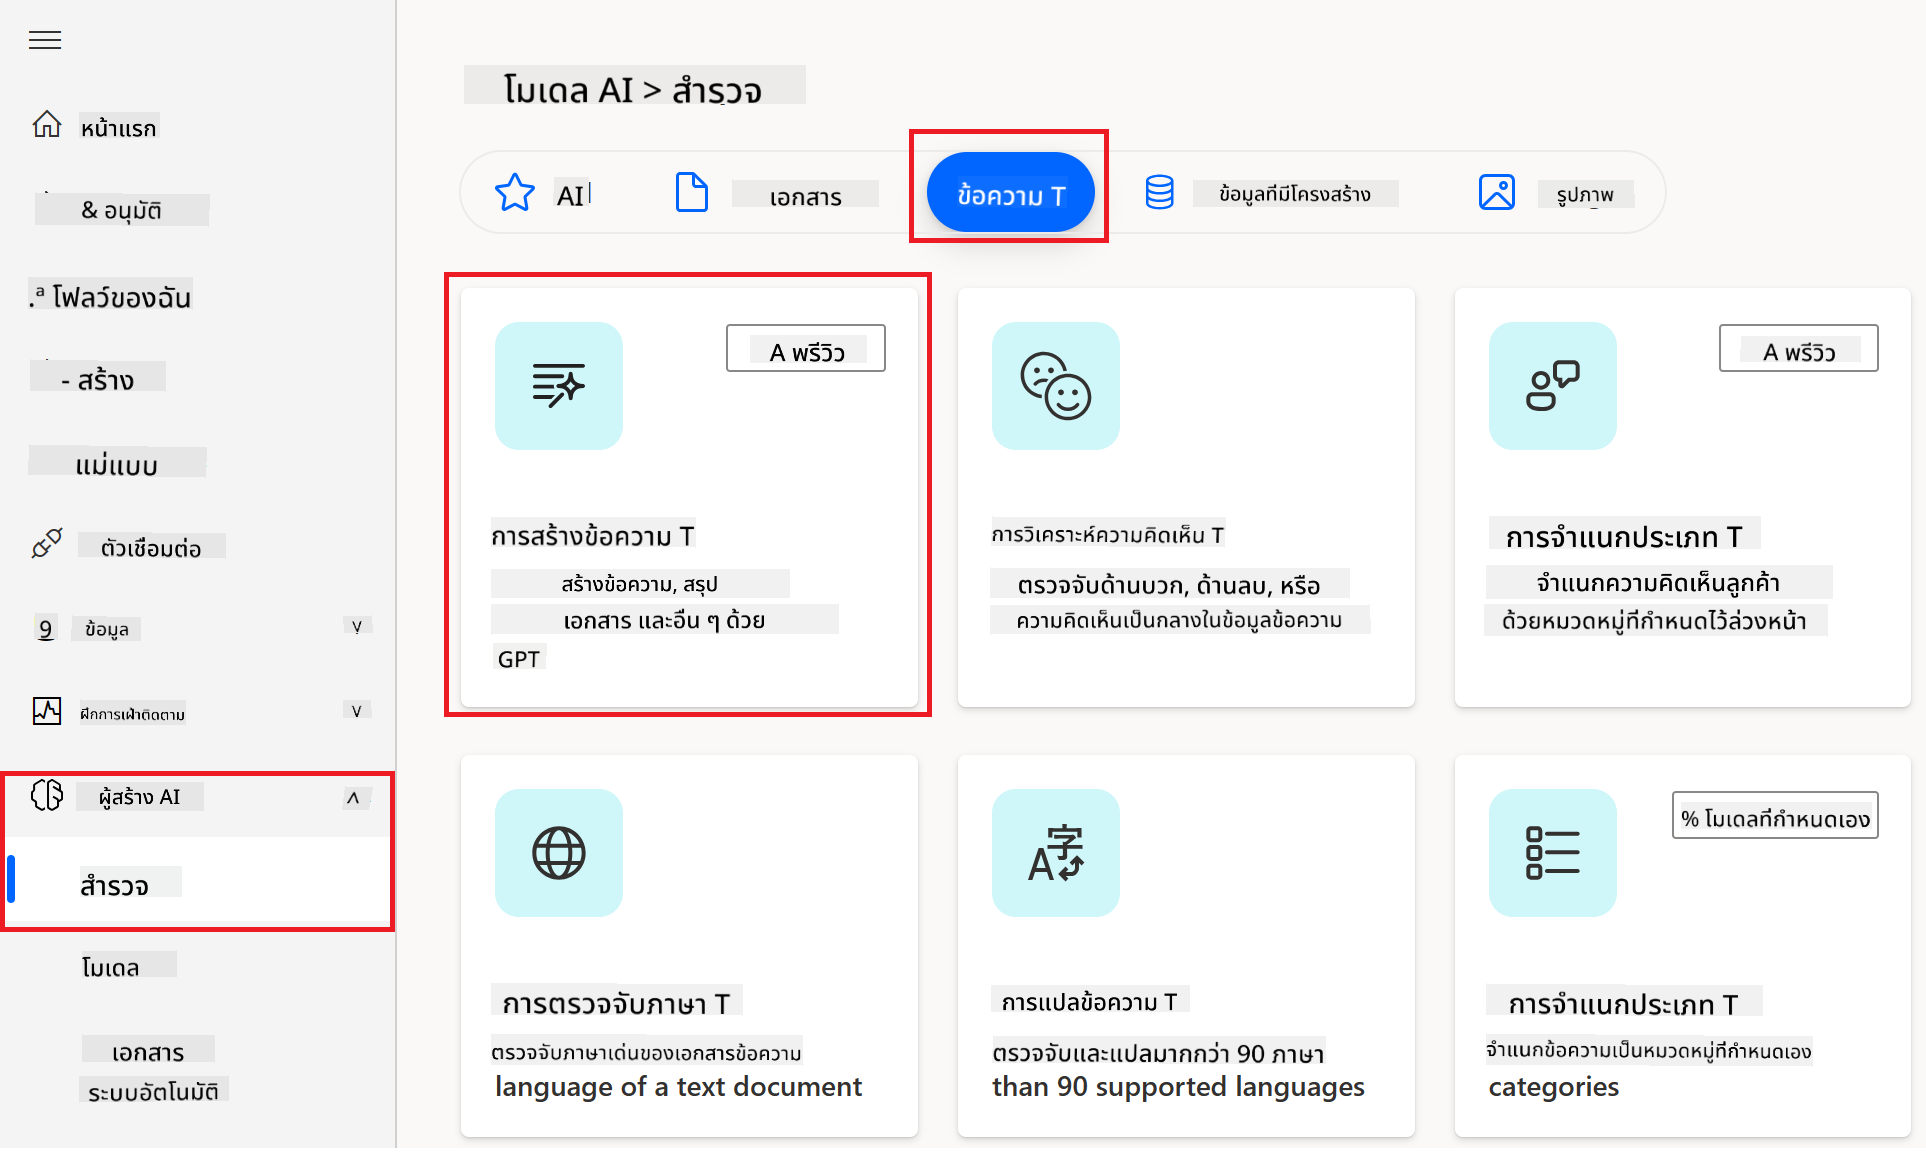 หน้าแรก
& อนุมัติ
.ª โฟลว์ของฉัน
- สร้าง
แม่แบบ
ตัวเชื่อมต่อ
9 ข้อมูล
ฝึกการเฝ้าติดตาม
ผู้สร้าง AI
สำรวจ
โมเดล
เอกสาร
ระบบอัตโนมัติ
โมเดล AI > สำรวจ
AI
เอกสาร
ข้อความ T
ข้อมูลที่มีโครงสร้าง
รูปภาพ
A พรีวิว
การสร้างข้อความ T
สร้างข้อความ, สรุป
เอกสาร และอื่น ๆ ด้วย
GPT
การวิเคราะห์ความคิดเห็น T
ตรวจจับด้านบวก, ด้านลบ, หรือ
ความคิดเห็นเป็นกลางในข้อมูลข้อความ
A พรีวิว
การจำแนกประเภท T
จำแนกความคิดเห็นลูกค้า
ด้วยหมวดหมู่ที่กำหนดไว้ล่วงหน้า
การตรวจจับภาษา T
ตรวจจับภาษาเด่นของเอกสารข้อความ
language of a text document
字
A
การแปลข้อความ T
ตรวจจับและแปลมากกว่า 90 ภาษา
than 90 supported languages
% โมเดลที่กำหนดเอง
การจำแนกประเภท T
จำแนกข้อความเป็นหมวดหมู่ที่กำหนดเอง
categories